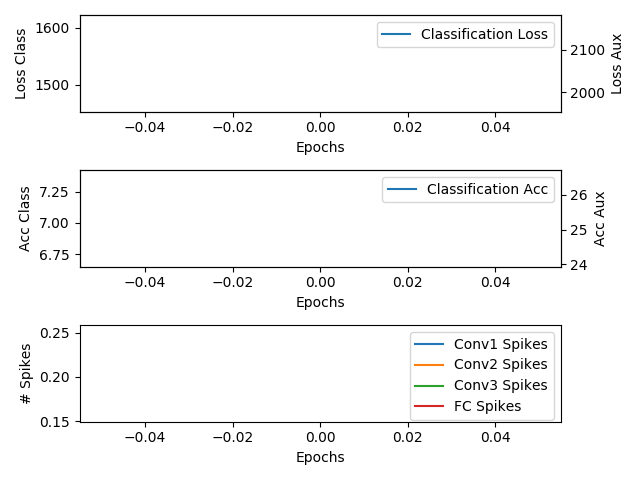 Loss Class
1600
1500
Classification Loss
2100
2000
Loss Aux
−0.04 −0.02 0.00 0.02 0.04
Epochs
Acc Class
7.25
7.00
6.75
Classification Acc
26
25
24
Acc Aux
−0.04 −0.02 0.00 0.02 0.04
Epochs
# Spikes
0.25
0.20
0.15
Conv1 Spikes
Conv2 Spikes
Conv3 Spikes
FC Spikes
−0.04 −0.02 0.00 0.02 0.04
Epochs